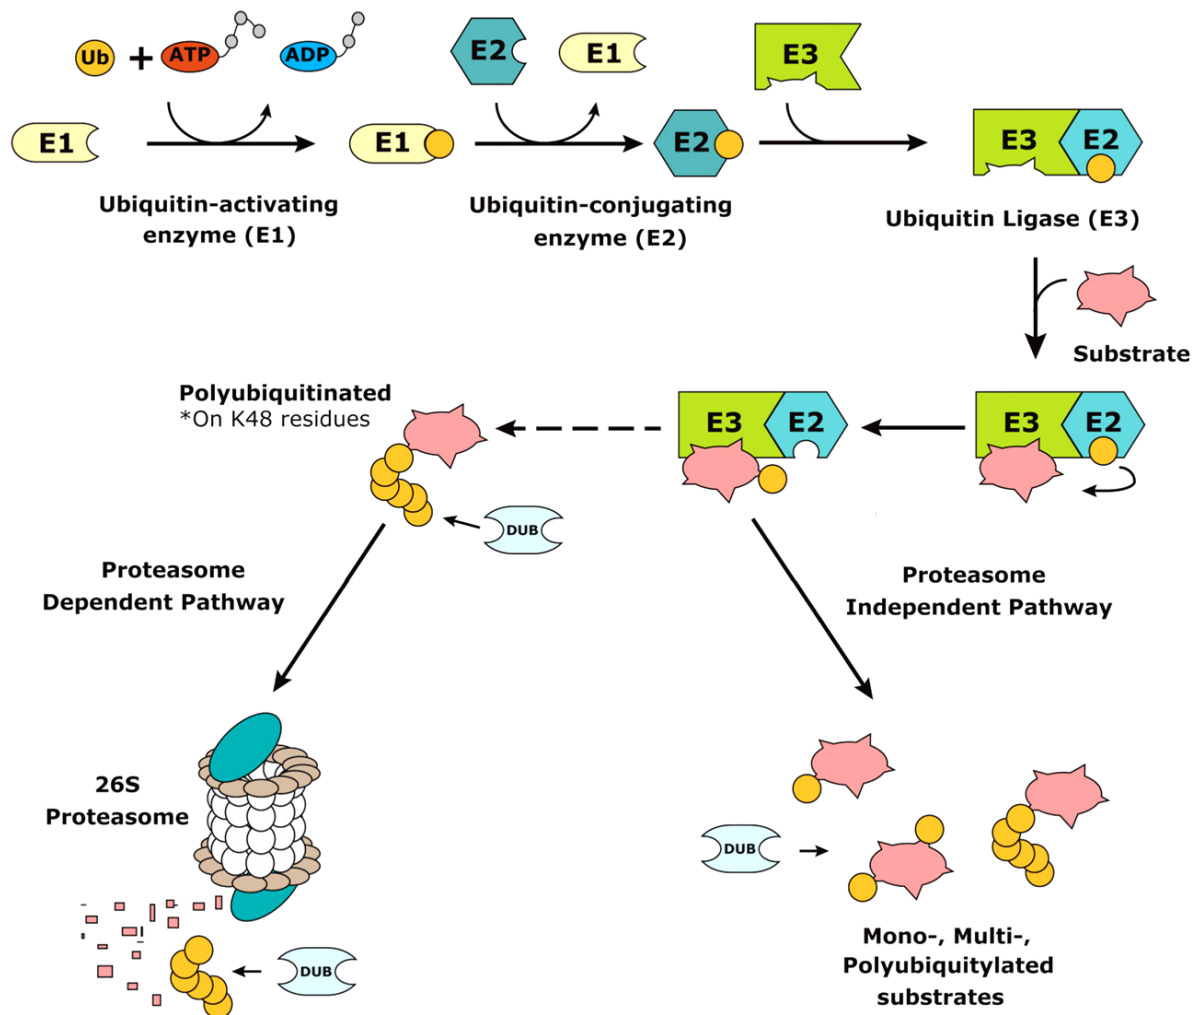 Ub + ATP
ADP
E2
E1
E3
E1
E1
E2
E3 E2
Ubiquitin-activating
enzyme (E1)
Ubiquitin-conjugating
enzyme (E2)
Ubiquitin Ligase (E3)
Substrate
Polyubiquitinated
*On K48 residues
E3 E2
E3 E2
DUB
Proteasome
Dependent Pathway
Proteasome
Independent Pathway
26S
Proteasome
DUB
Mono-, Multi-,
Polyubiquitylated
substrates
DUB